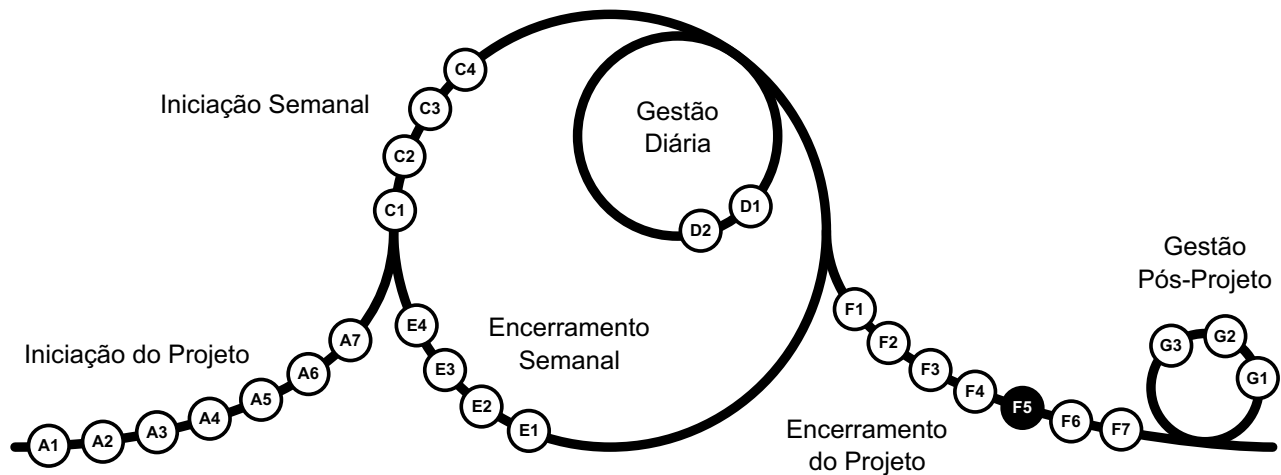 Iniciação do Projeto
A1
A2
A3
A4
A5
A6
A7
Iniciação Semanal
C1
C2
C3
C4
Gestão
Diária
D1
D2
Encerramento
Semanal
E1
E2
E3
E4
Encerramento
do Projeto
F1
F2
F3
F4
F5
F6
F7
Gestão
Pós-Projeto
G1
G2
G3